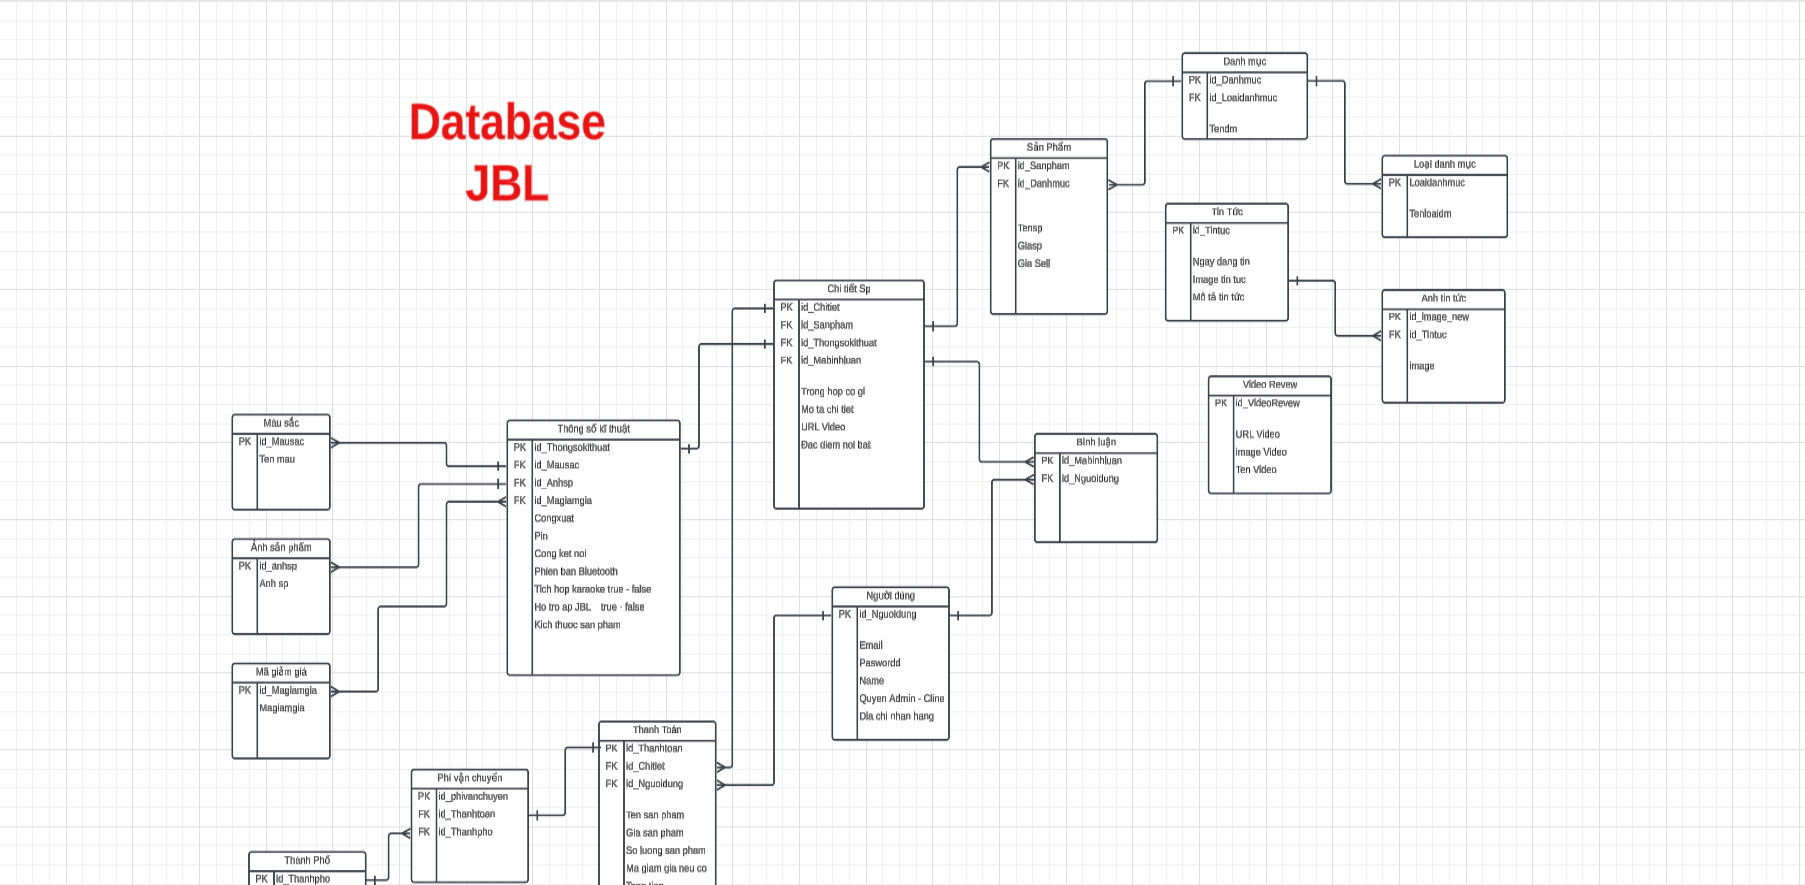 Database
JBL
Danh mục
PK id_Danhmuc
FK id_Loaidanhmuc
Tendm
Sản Phẩm
PK id_Sanpham
FK id_Danhmuc
Tensp
Giasp
Gia Sell
Loại danh mục
PK Loaidanhmuc
Tenloaidm
Tin Tức
PK id_Tintuc
Ngay dang tin
Image tin tuc
Mô tả tin tức
Anh tin tức
PK id_image_new
FK id_Tintuc
image
Chi tiết Sp
PK id_Chitiet
FK id_Sanpham
FK id_Thongsokithuat
FK id_Mabinhluan
Trong hop co gi
Mo ta chi tiet
URL Video
Đac diem noi bat
Video Revew
PK id_VideoRevew
URL Video
image Video
Ten Video
Màu sắc
PK id_Mausac
Ten mau
Thông số kĩ thuật
PK id_Thongsokithuat
FK id_Mausac
FK id_Anhsp
FK id_Magiamgia
Congxuat
Pin
Cong ket noi
Phien ban Bluetooth
Tich hop karaoke true - false
Ho tro ap JBL true - false
Kich thuoc san pham
Bình luận
PK id_Mabinhluan
FK id_Nguoidung
Ảnh sản phẩm
PK id_anhsp
Anh sp
Người dùng
PK id_Nguoidung
Email
Paswordd
Name
Quyen Admin - Cline
Dia chi nhan hang
Mã giảm giá
PK id_Magiamgia
Magiamgia
Thanh Toán
PK id_Thanhtoan
FK id_Chitiet
FK id_Nguoidung
Ten san pham
Gia san pham
So luong san pham
Ma giam gia neu co
Phí vận chuyển
PK id_phivanchuyen
FK id_Thanhtoan
FK id_Thanhpho
Thành Phố
PK id_Thanhpho